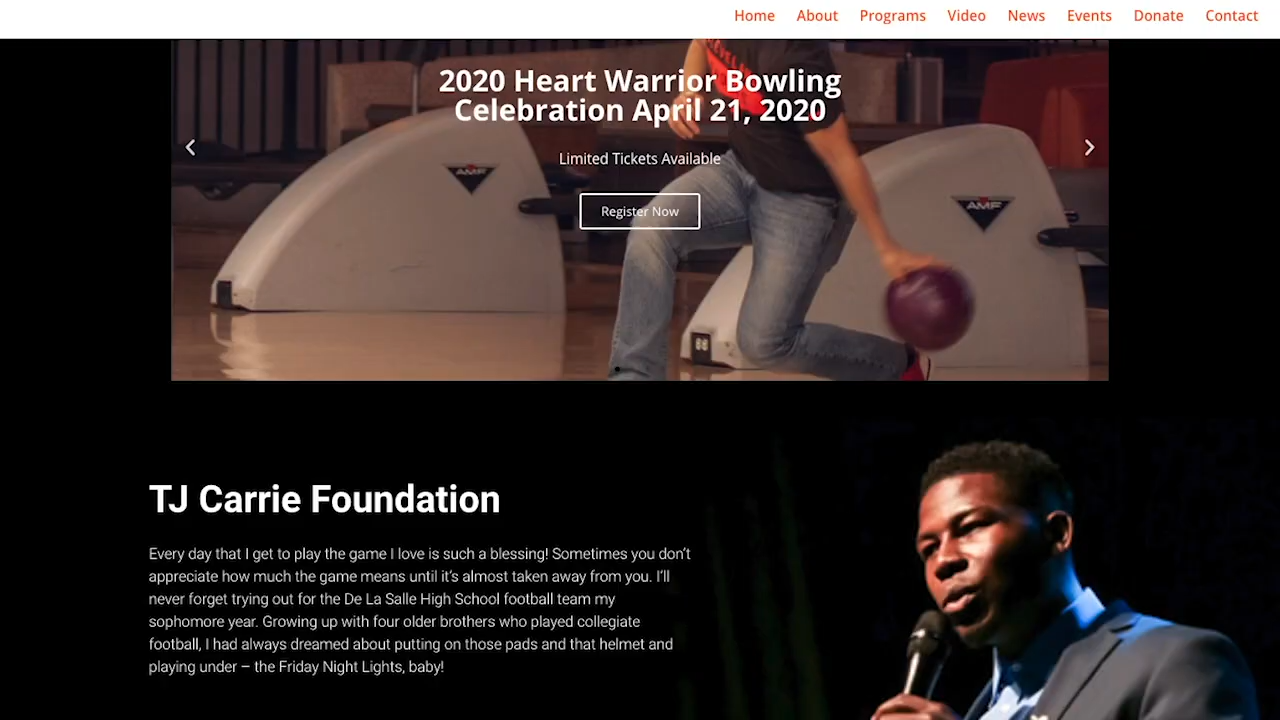 Home About Programs Video News Events Donate Contact
2020 Heart Warrior Bowling
Celebration April 21, 2020
Limited Tickets Available
Register Now
AMF
AMF
TJ Carrie Foundation
Every day that I get to play the game I love is such a blessing! Sometimes you don’t
appreciate how much the game means until it’s almost taken away from you. I’ll
never forget trying out for the De La Salle High School football team my
sophomore year. Growing up with four older brothers who played collegiate
football, I had always dreamed about putting on those pads and that helmet and
playing under – the Friday Night Lights, baby!